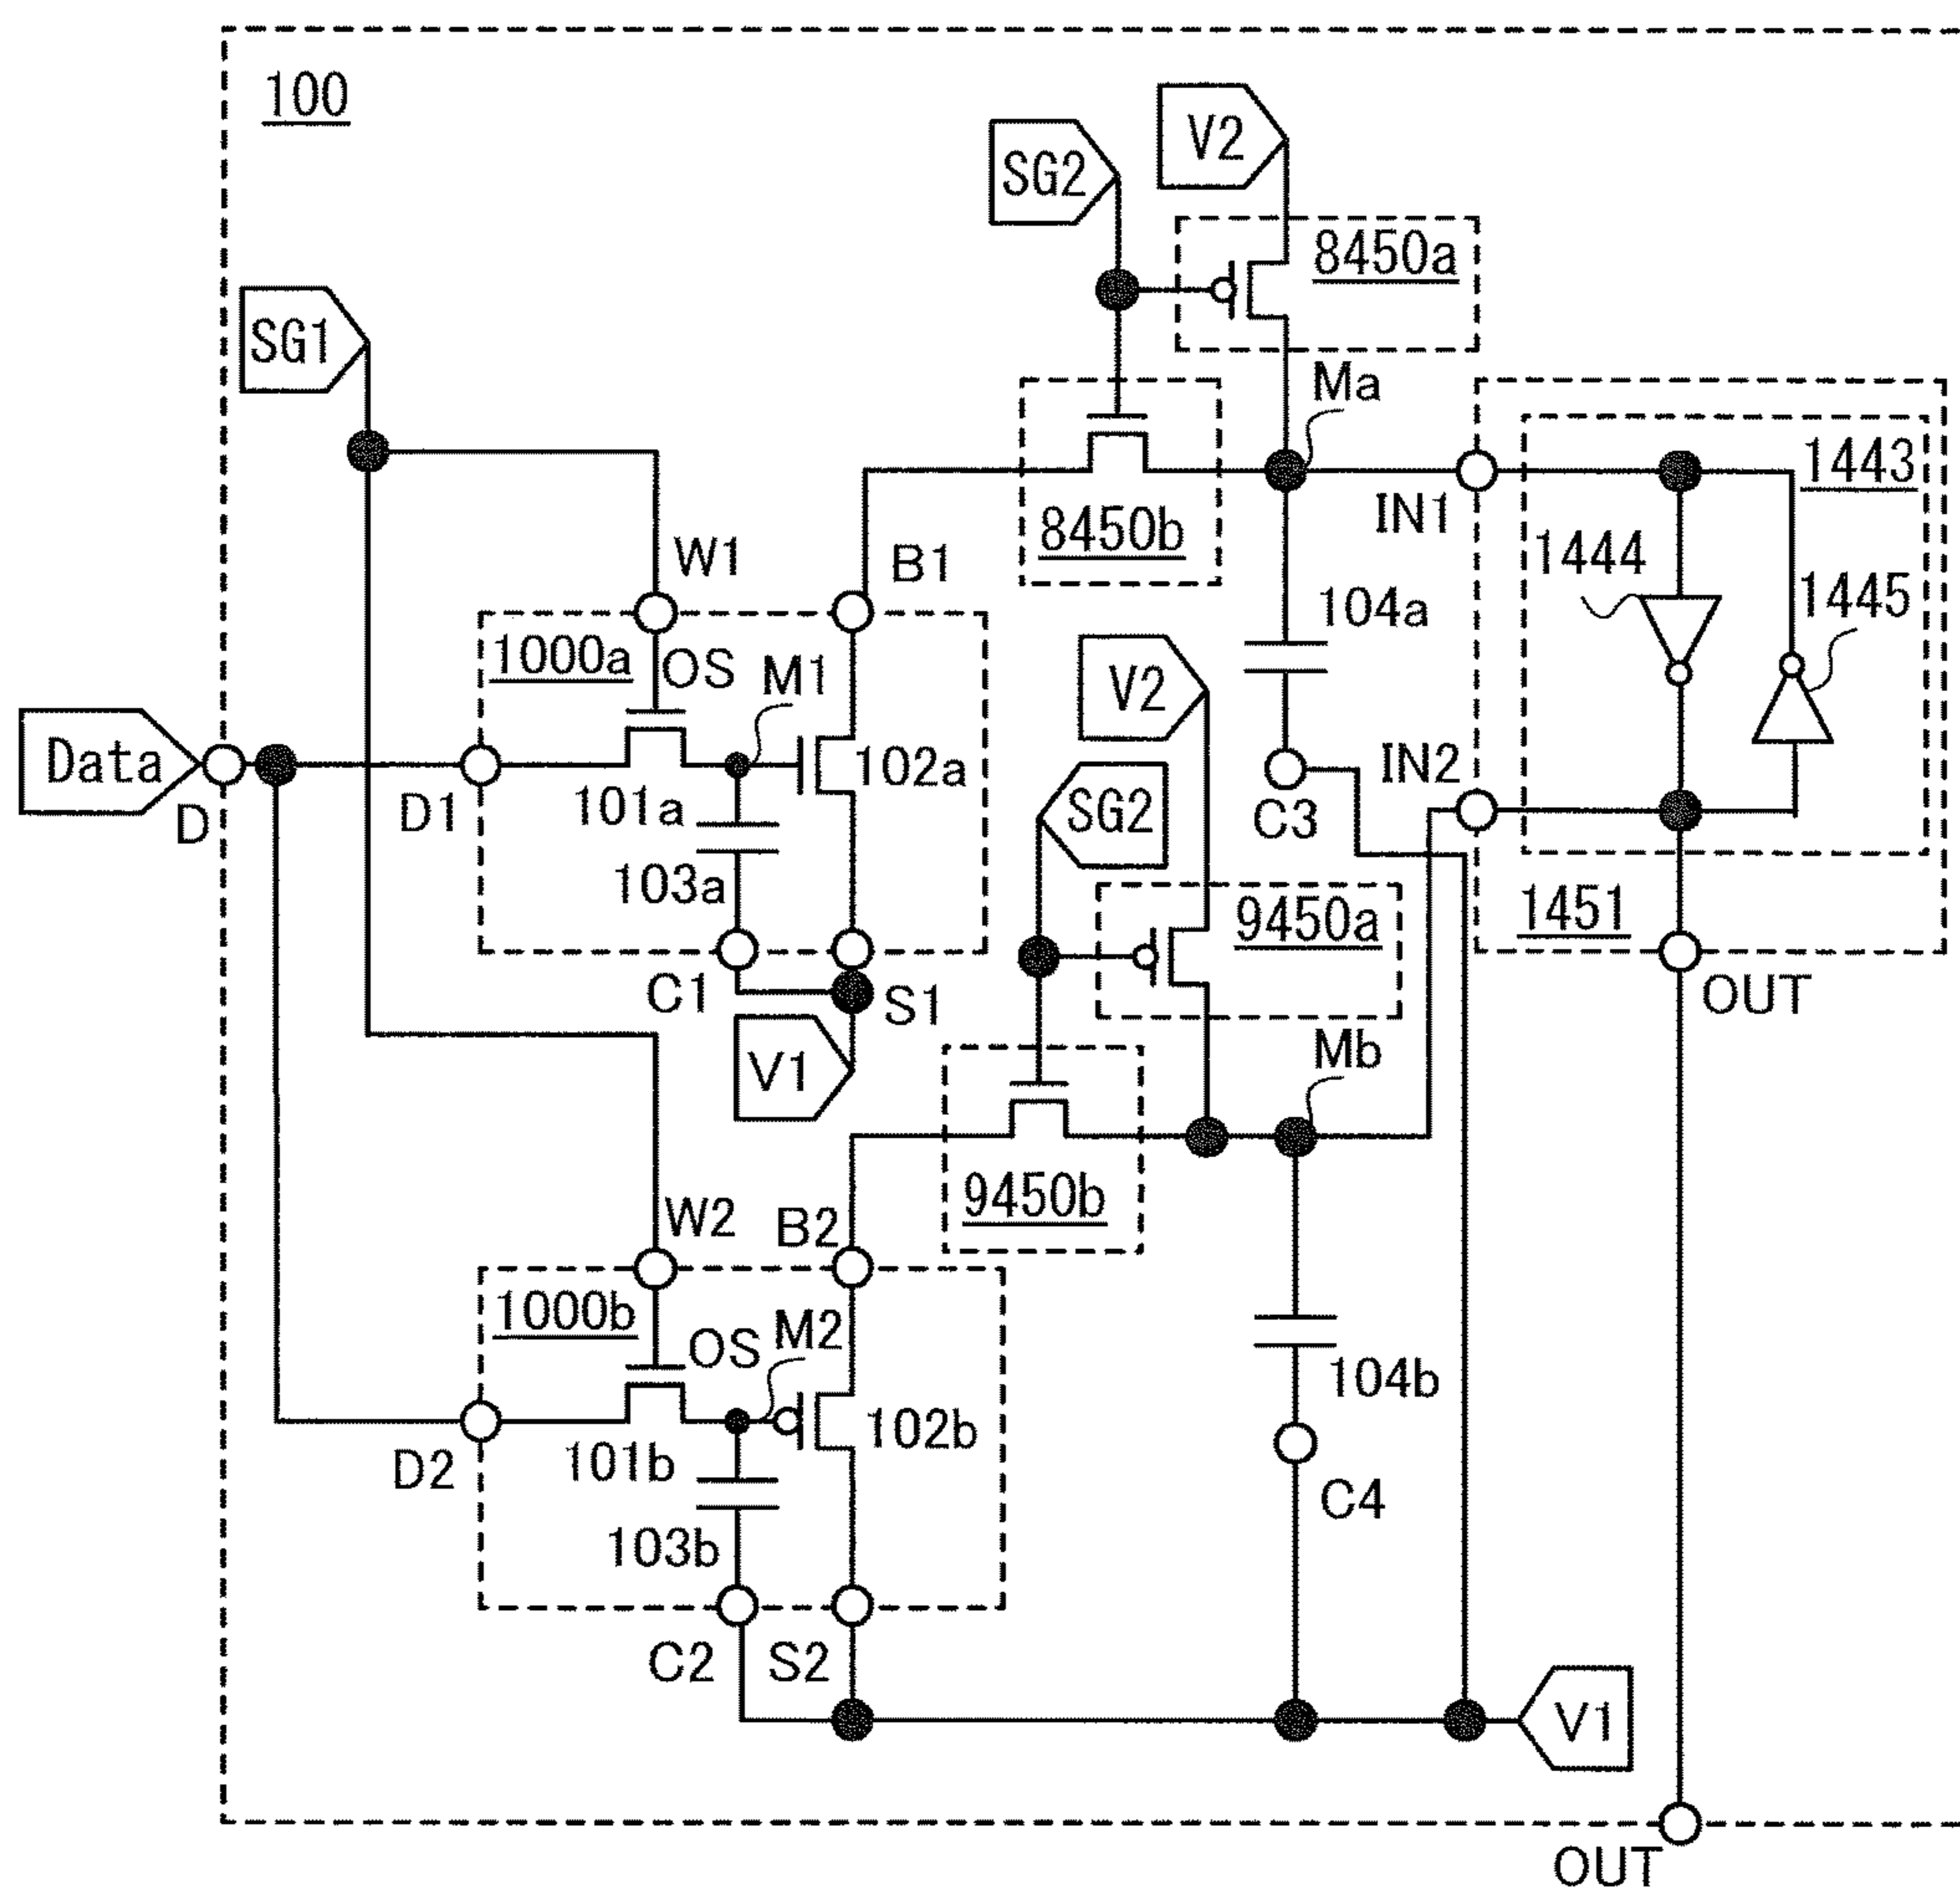 100
V2
SG2
8450a
SG1
Ma
1443
8450b
IN1
1444
W1
B1
1445
104a
1000a
OS
M1
V2
Data
D
D1
101a
102a
IN2
C3
SG2
103a
9450a
1451
C1
S1
OUT
V1
Mb
9450b
W2
B2
1000b
OS
M2
104b
102b
D2
101b
C4
103b
C2
S2
V1
OUT